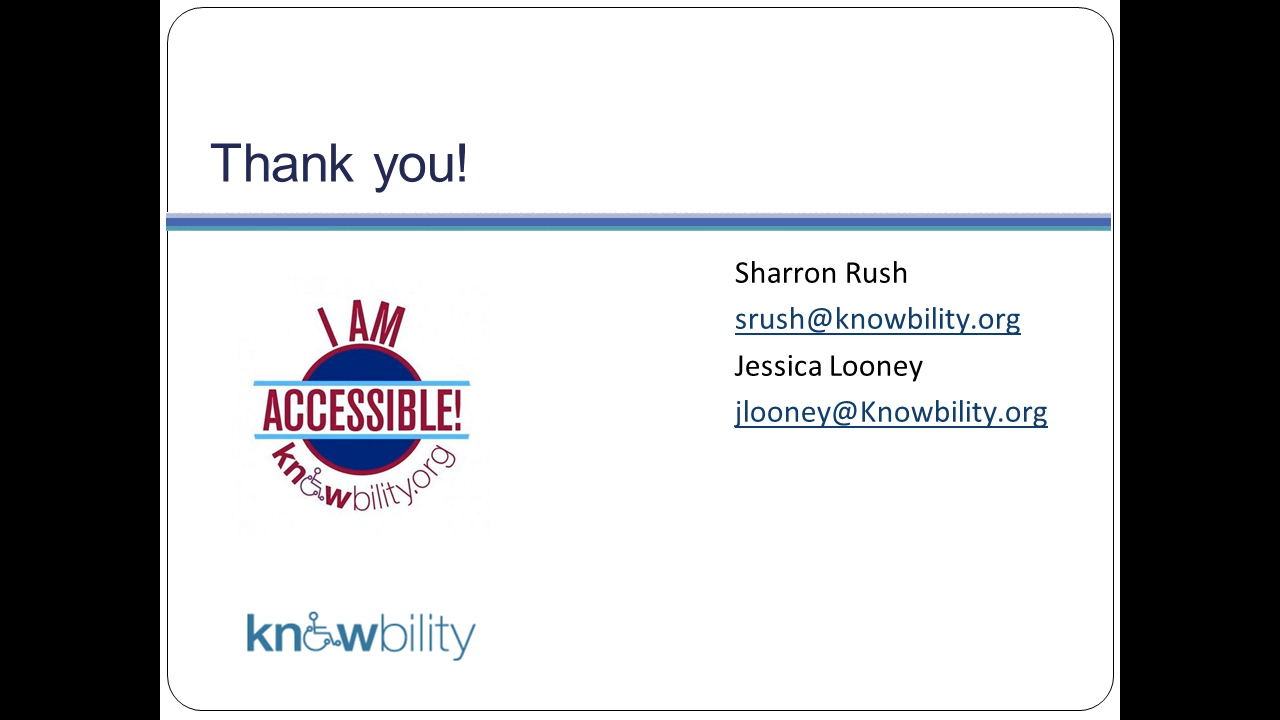 Thank you!
Sharron Rush
srush@knowbility.org
Jessica Looney
jlooney@Knowbility.org
I AM
ACCESSIBLE!
knowbility.org
knowbility